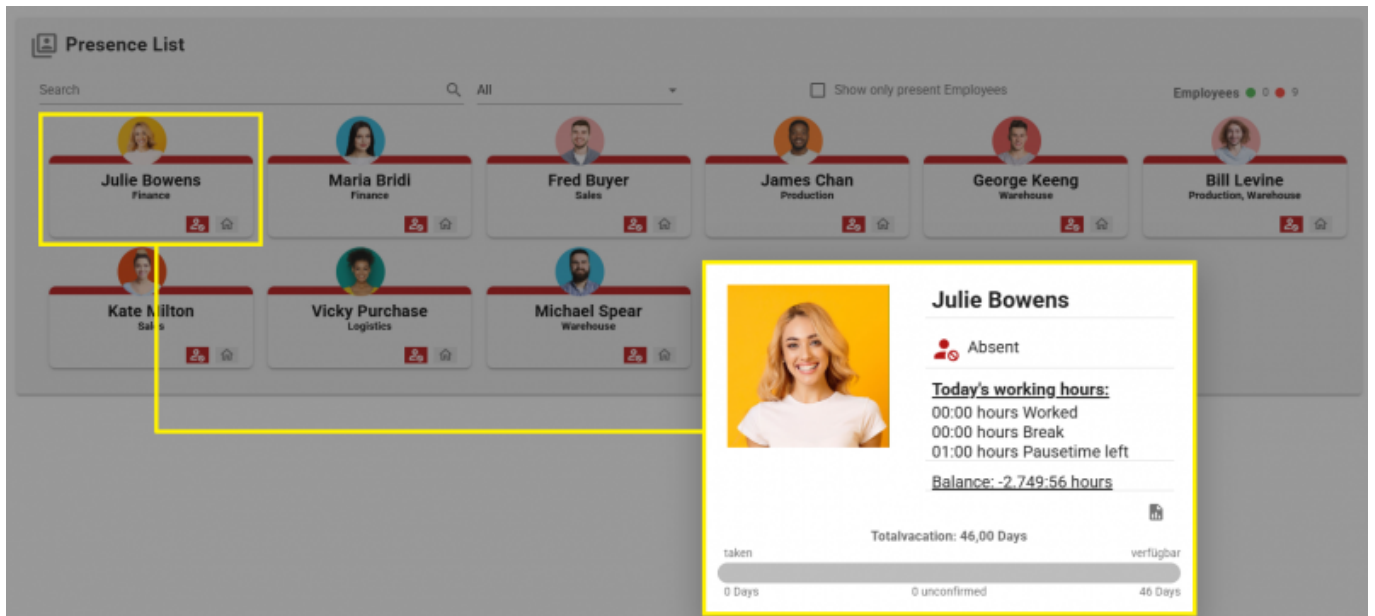 Presence List
Search
All
Show only present Employees
Employees 0 9
Julie Bowens
Finance
Maria Bridi
Finance
Fred Buyer
Sales
James Chan
Production
George Keeng
Warehouse
Bill Levine
Production, Warehouse
Kate Milton
Sales
Vicky Purchase
Logistics
Michael Spear
Warehouse
Julie Bowens
Absent
Today's working hours:
00:00 hours Worked
00:00 hours Break
01:00 hours Pausetime left
Balance: -2.749:56 hours
Totalvacation: 46,00 Days
taken verfügbar
0 Days 0 unconfirmed 46 Days